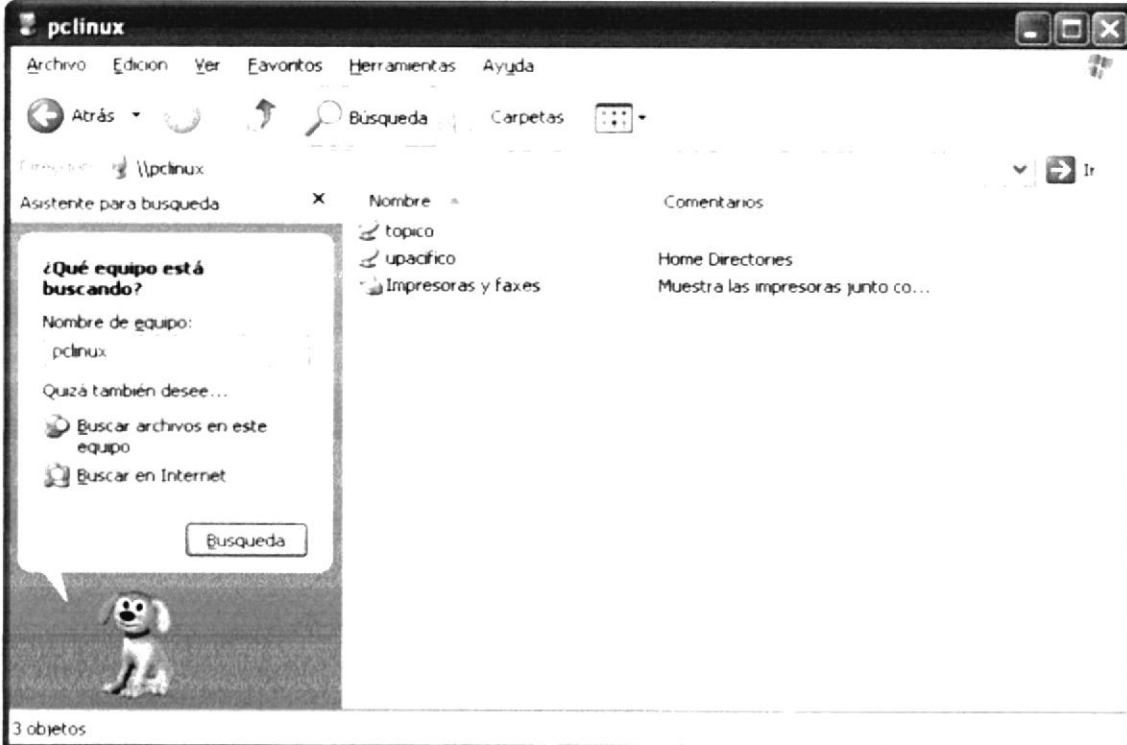 pclinux
Archivo Edicion Ver Favoritos Herramientas Ayuda
Atrás Búsqueda Carpetas
\\pclinux Ir
Asistente para busqueda Nombre Comentarios
topico
upacifico Home Directories
Impresoras y faxes Muestra las impresoras junto co...
¿Qué equipo está
buscando?
Nombre de equipo:
pclinux
Quizá también desee...
Buscar archivos en este
equipo
Buscar en Internet
Busqueda
3 objetos